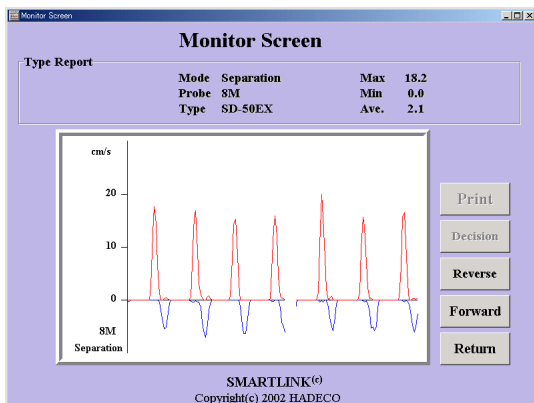 Monitor Screen
Monitor Screen
Type Report
Mode Separation Max 18.2
Probe 8M Min 0.0
Type SD-50EX Ave. 2.1
cm/s
20
10
0
8M
Separation
Print
Decision
Reverse
Forward
Return
SMARTLINK(c)
Copyright(c) 2002 HADECO